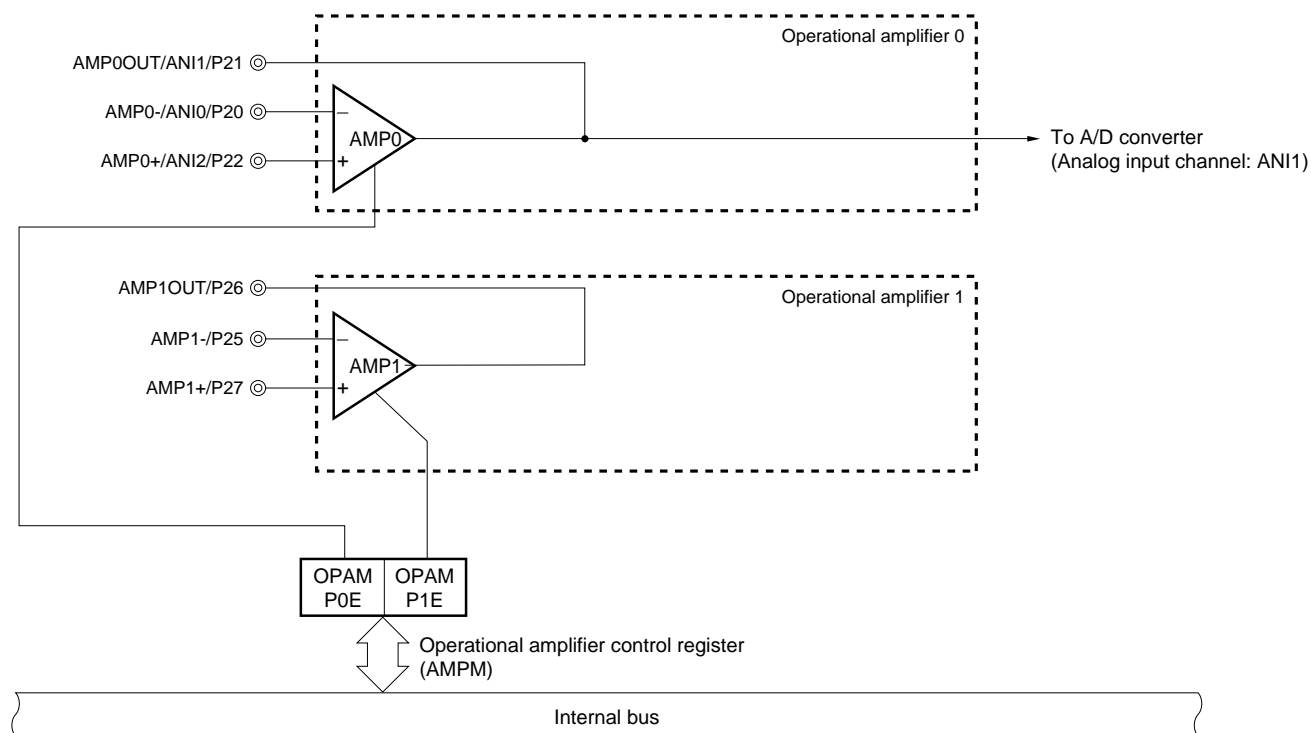 Operational amplifier 0
AMP0OUT/ANI1/P21
AMP0-/ANI0/P20
AMP0+/ANI2/P22
−
AMP0
+
To A/D converter
(Analog input channel: ANI1)
Operational amplifier 1
AMP1OUT/P26
AMP1-/P25
AMP1+/P27
−
AMP1
+
OPAM
P0E
OPAM
P1E
Operational amplifier control register
(AMPM)
Internal bus